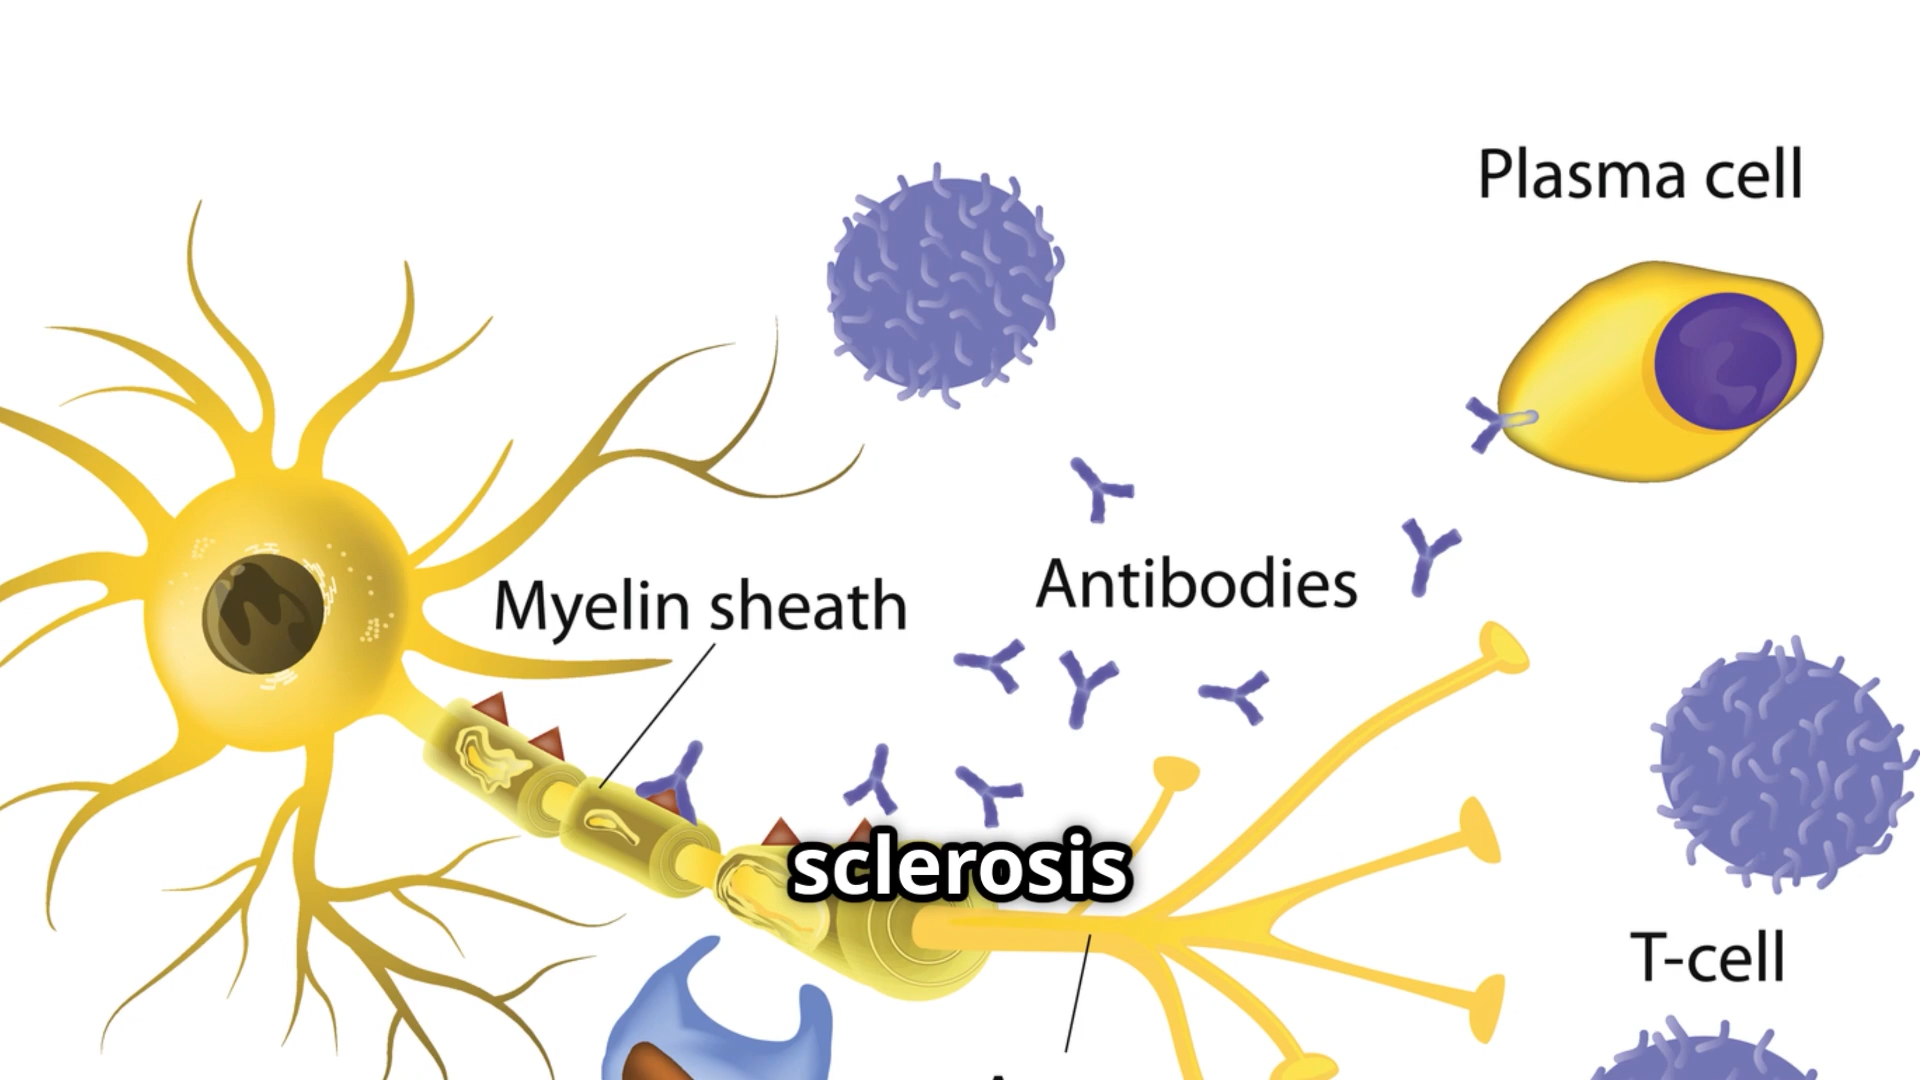 Plasma cell
Antibodies
Myelin sheath
sclerosis
T-cell